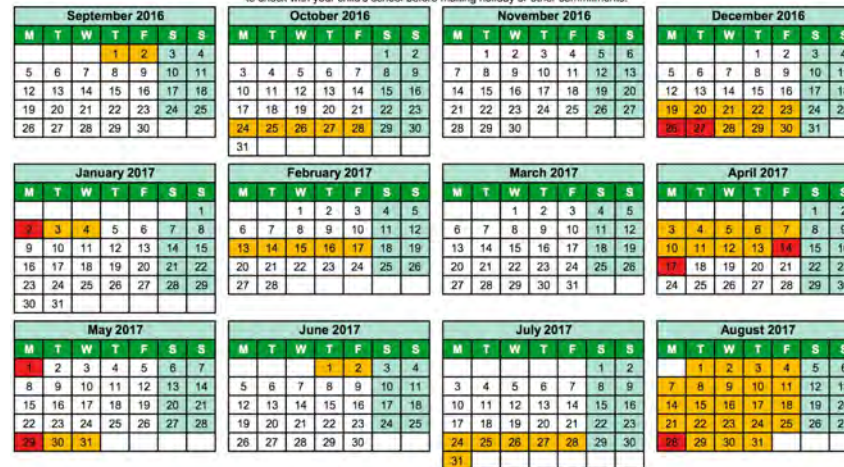 to check with your child's school before making holiday or other commitments.
September 2016
M T W T F S S
1 2 3 4
5 6 7 8 9 10 11
12 13 14 15 16 17 18
19 20 21 22 23 24 25
26 27 28 29 30
October 2016
M T W T F S S
1 2
3 4 5 6 7 8 9
10 11 12 13 14 15 16
17 18 19 20 21 22 23
24 25 26 27 28 29 30
31
November 2016
M T W T F S S
1 2 3 4 5 6
7 8 9 10 11 12 13
14 15 16 17 18 19 20
21 22 23 24 25 26 27
28 29 30
December 2016
M T W T F S S
1 2 3 4
5 6 7 8 9 10
12 13 14 15 16 17
19 20 21 22 23 24
26 27 28 29 30 31
January 2017
M T W T F S S
1
2 3 4 5 6 7 8
9 10 11 12 13 14 15
16 17 18 19 20 21 22
23 24 25 26 27 28 29
30 31
February 2017
M T W T F S S
1 2 3 4 5
6 7 8 9 10 11 12
13 14 15 16 17 18 19
20 21 22 23 24 25 26
27 28
March 2017
M T W T F S S
1 2 3 4 5
6 7 8 9 10 11 12
13 14 15 16 17 18 19
20 21 22 23 24 25 26
27 28 29 30 31
April 2017
M T W T F S S
1 2
3 4 5 6 7 8 9
10 11 12 13 14 15
17 18 19 20 21 22
24 25 26 27 28 29
May 2017
M T W T F S S
1 2 3 4 5 6 7
8 9 10 11 12 13 14
15 16 17 18 19 20 21
22 23 24 25 26 27 28
29 30 31
June 2017
M T W T F S S
1 2 3 4
5 6 7 8 9 10 11
12 13 14 15 16 17 18
19 20 21 22 23 24 25
26 27 28 29 30
July 2017
M T W T F S S
1 2
3 4 5 6 7 8 9
10 11 12 13 14 15 16
17 18 19 20 21 22 23
24 25 26 27 28 29 30
31
August 2017
M T W T F S S
1 2 3 4 5 6
7 8 9 10 11 12
14 15 16 17 18 19
21 22 23 24 25 26
28 29 30 31